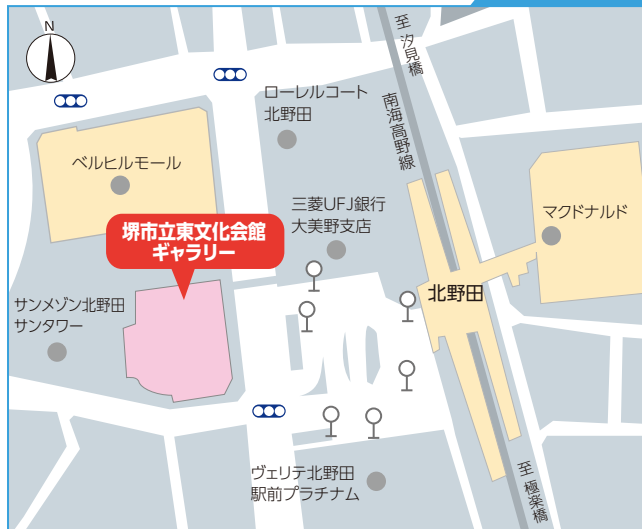 N
至
汐見橋
南海高野線
ローレルコート
北野田
ベルヒルモール
三菱UFJ銀行
大美野支店
マクドナルド
堺市立東文化会館
ギャラリー
北野田
サンメゾン北野田
サンタワー
ヴェリテ北野田
駅前プラチナム
至
極楽橋